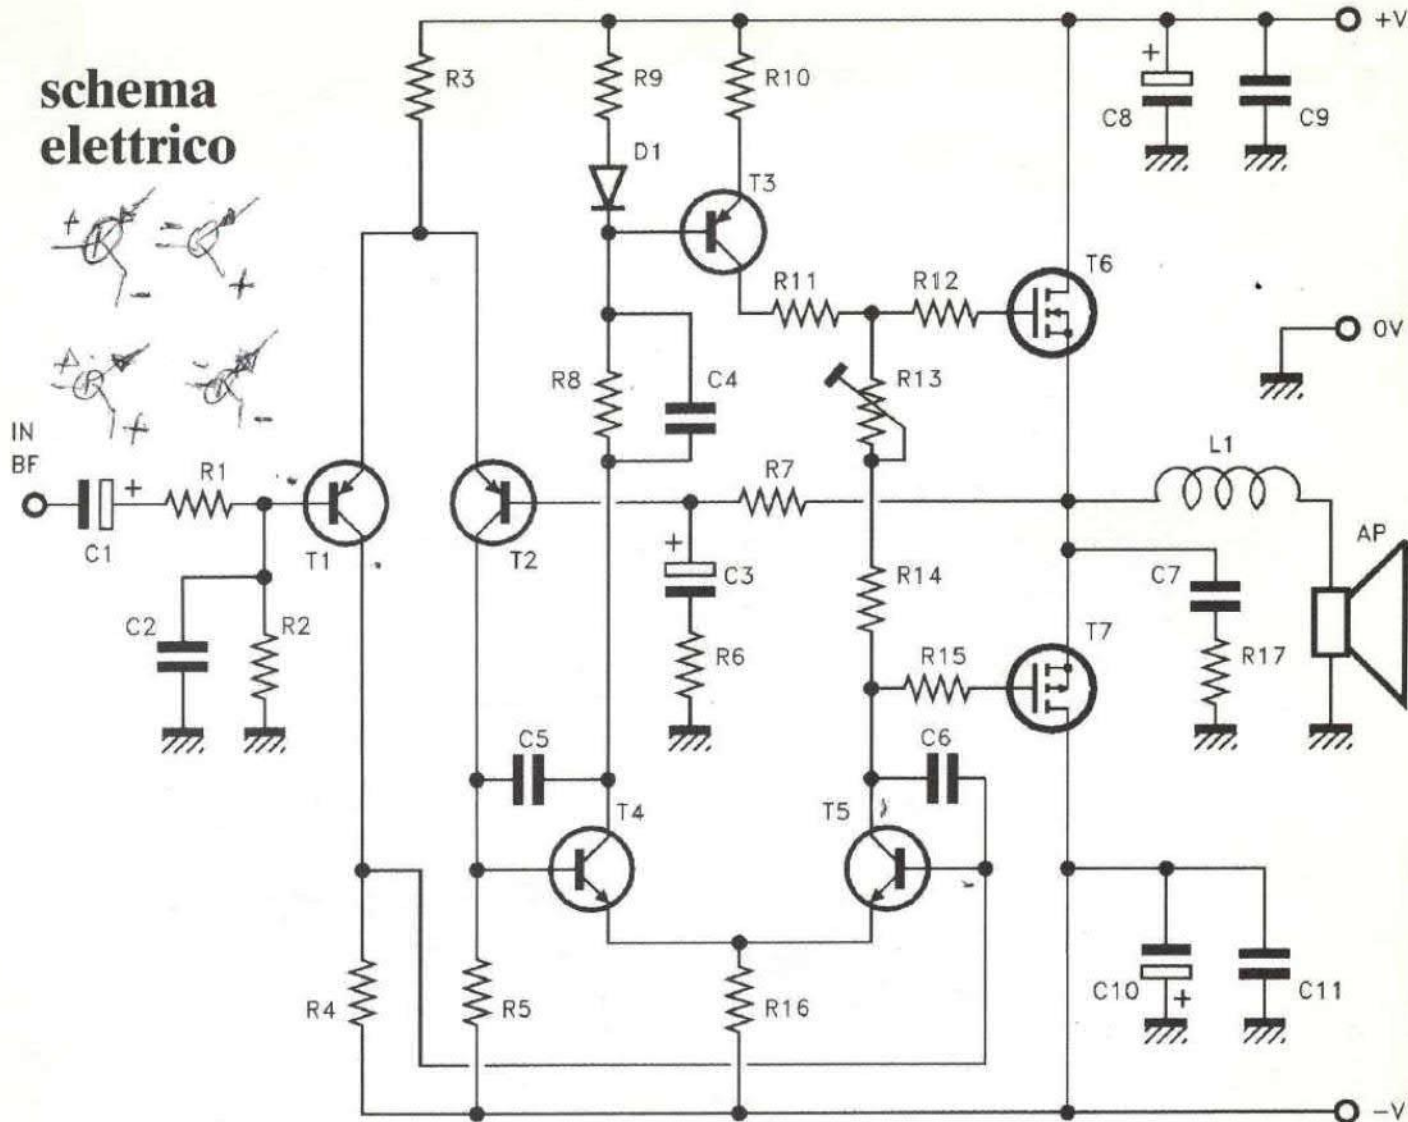 schema
elettrico
+V
R3
R9
R10
+
C8
C9
D1
T3
+
-
-
+
R11
R12
T6
0V
R8
C4
R13
+
-
IN
BF
R1
+
C1
T1
T2
R7
L1
AP
+
C3
C7
R14
C2
R2
R6
R15
T7
R17
C5
C6
T4
T5
R4
R5
R16
C10
+
C11
-V